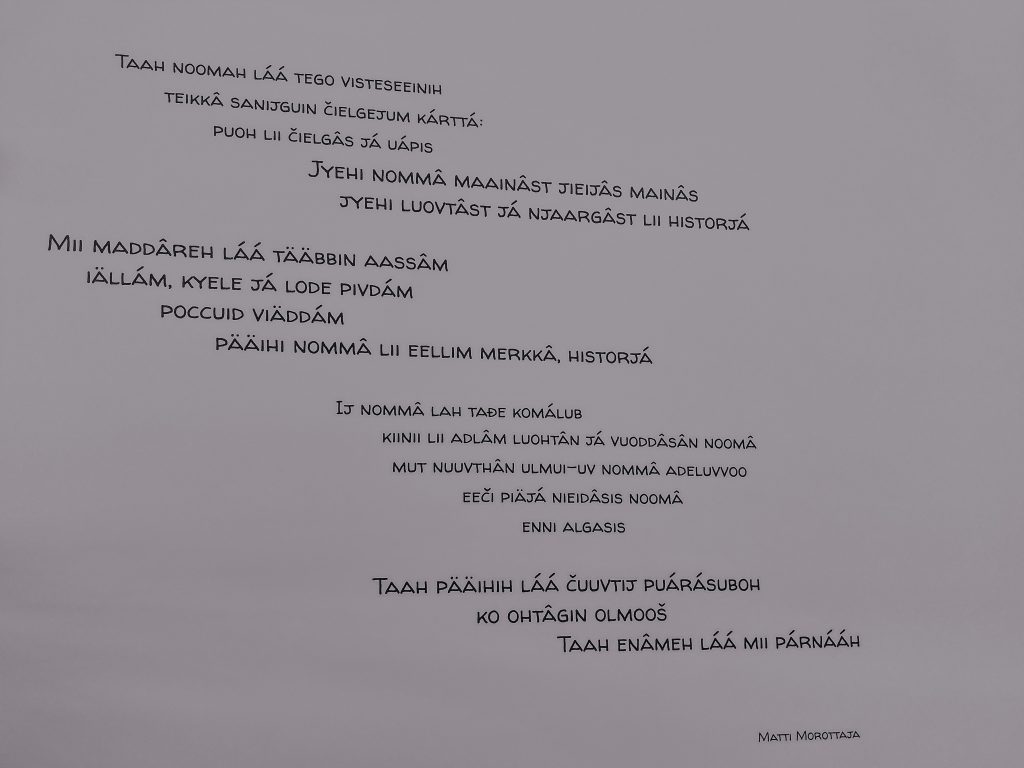 Taah noomah láá tego visteseeinih
teikkâ sanijguin čielgejum kárttá:
puoh lii čielgâs já uápis
Jyehi nommâ maainâst jieijâs mainâs
jyehi luovtâst já njaargâst lii historjá
Mii maddâreh láá tääbbin aassâm
iällám, kyele já lode pivdám
poccuid viäddám
pääihi nommâ lii eellim merkkâ, historjá
Ij nommâ lah tađe komálub
kiinii lii adlâm luohtân já vuoddâsân noomâ
mut nuuvthân ulmui-uv nommâ adeluvvoo
eeči piäjá nieidâsis noomâ
enni algasis
Taah pääihih láá čuuvtij puárásuboh
ko ohtâgin olmooš
Taah enâmeh láá mii párnááh
Matti Morottaja